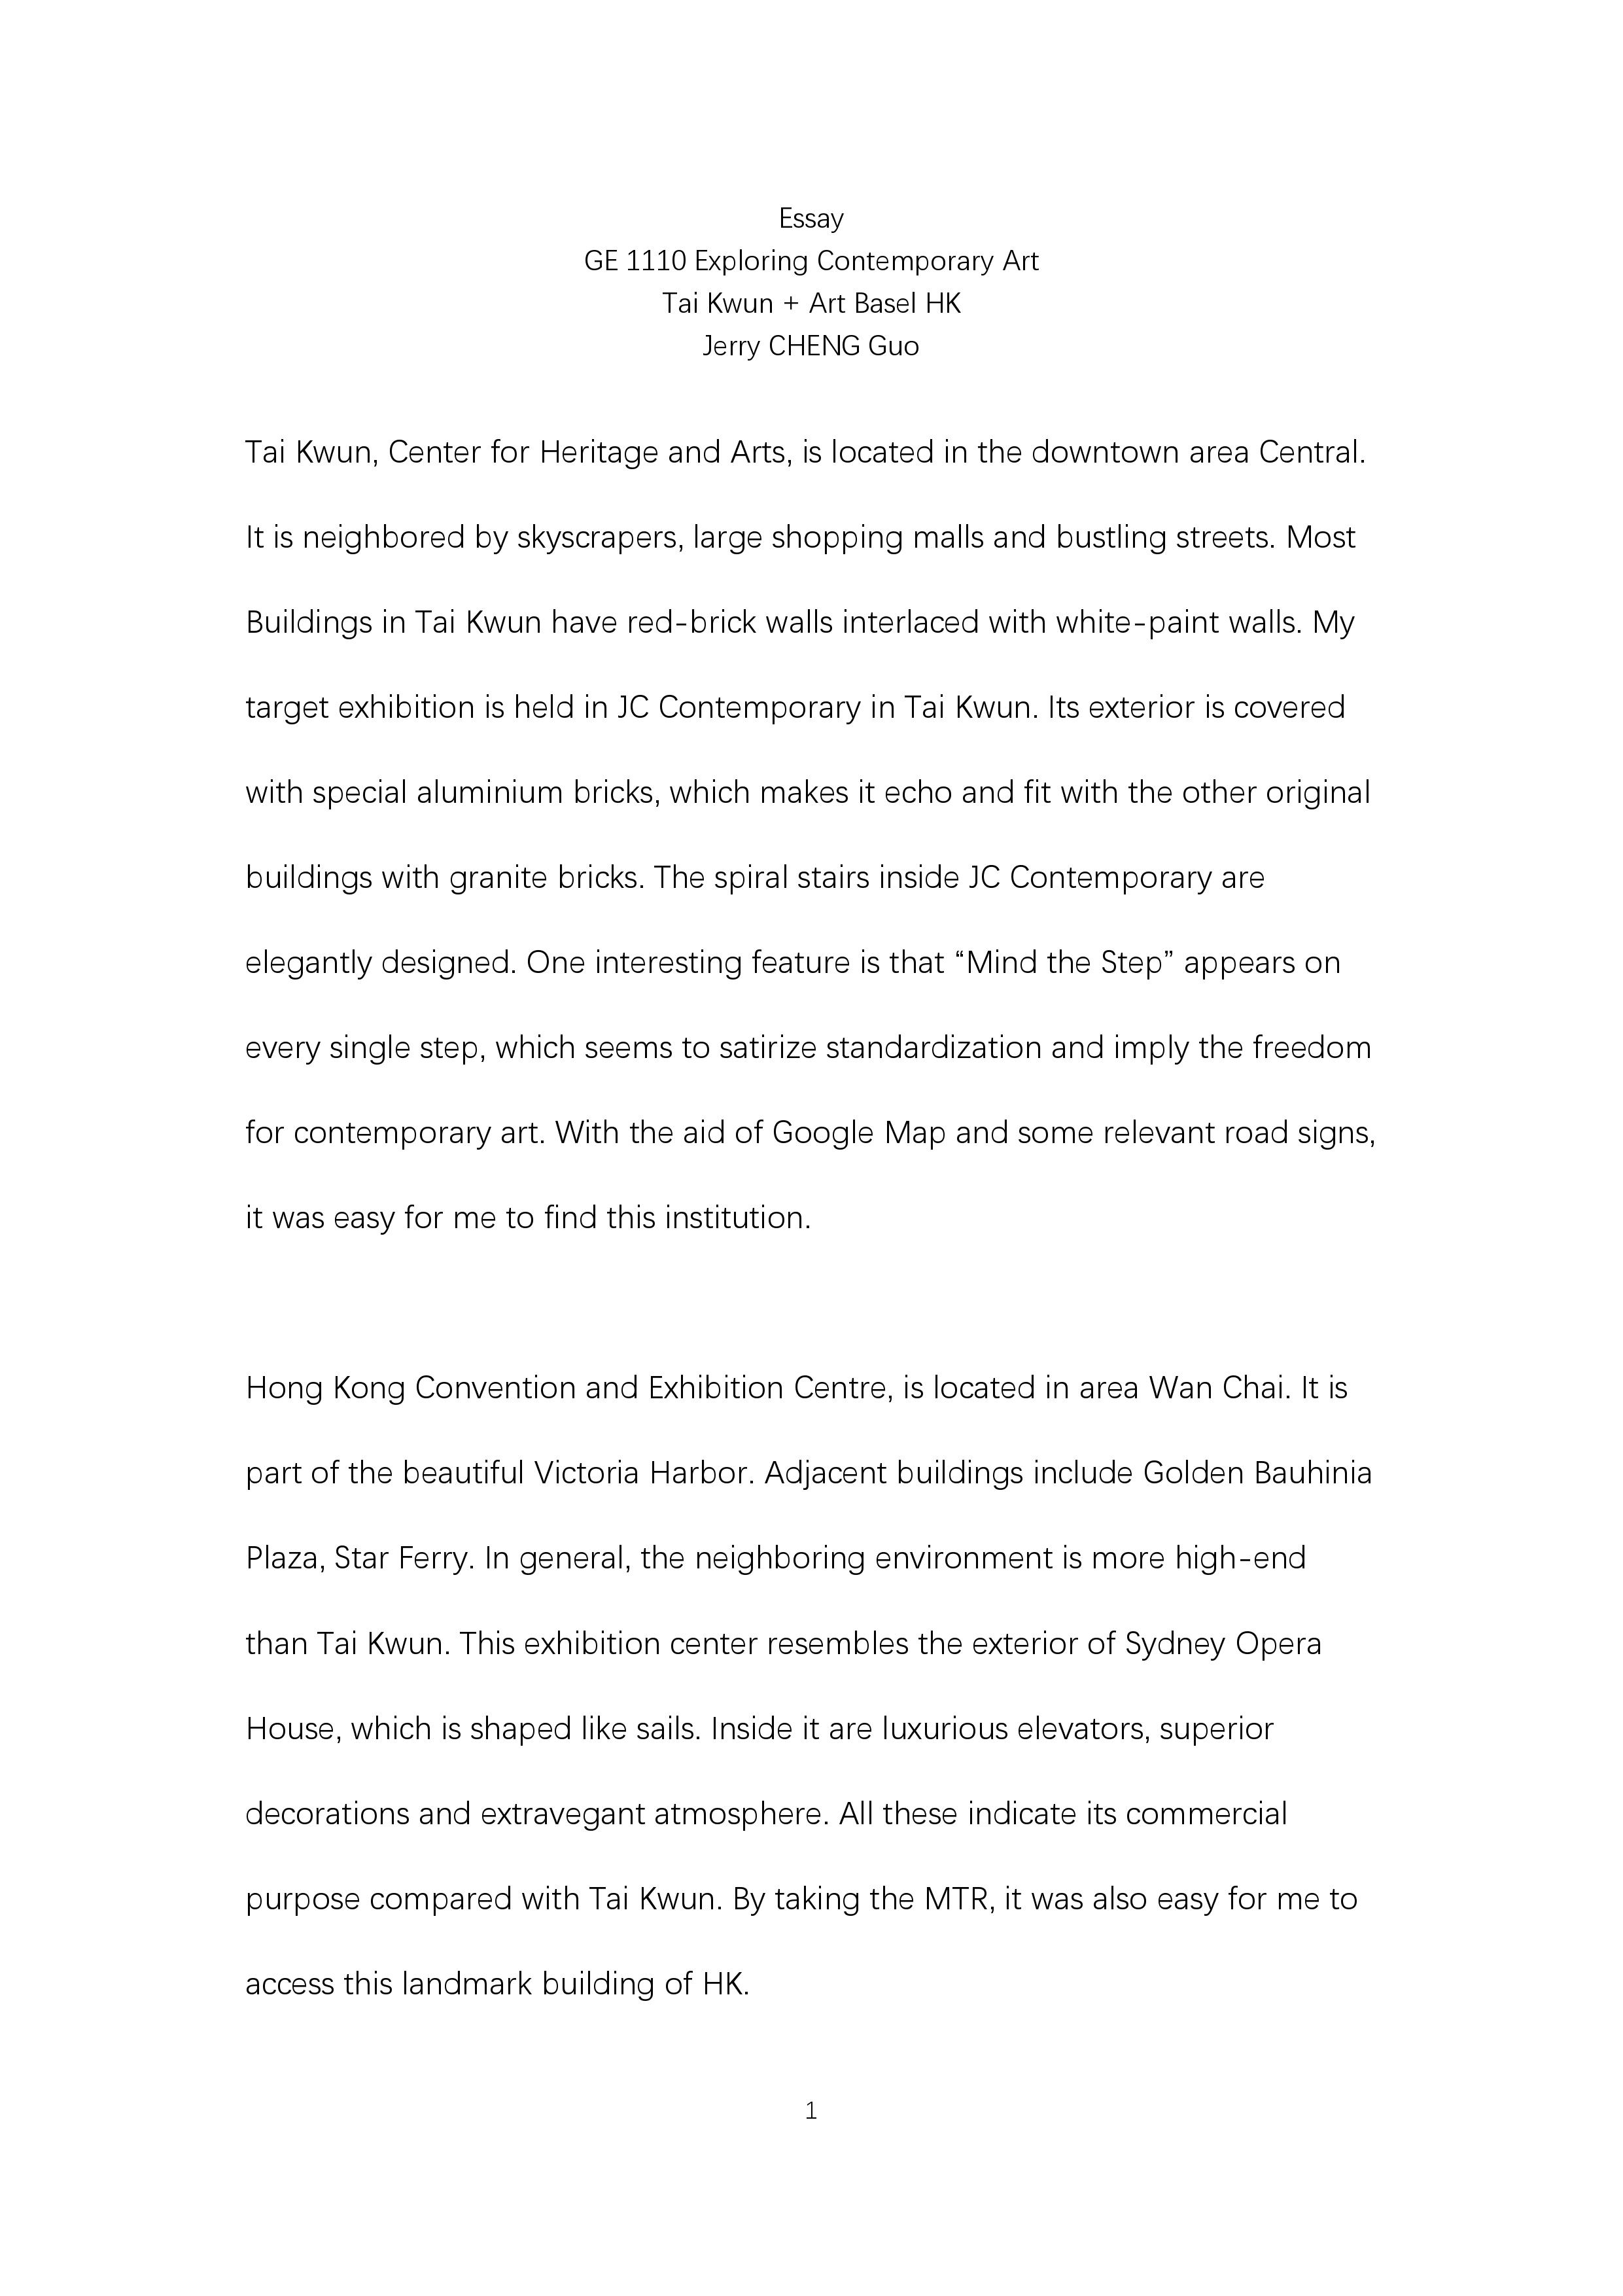 Essay
GE 1110 Exploring Contemporary Art
Tai Kwun + Art Basel HK
Jerry CHENG Guo
Tai Kwun, Center for Heritage and Arts, is located in the downtown area Central.
It is neighbored by skyscrapers, large shopping malls and bustling streets. Most
Buildings in Tai Kwun have red-brick walls interlaced with white-paint walls. My
target exhibition is held in JC Contemporary in Tai Kwun. Its exterior is covered
with special aluminium bricks, which makes it echo and fit with the other original
buildings with granite bricks. The spiral stairs inside JC Contemporary are
elegantly designed. One interesting feature is that “Mind the Step” appears on
every single step, which seems to satirize standardization and imply the freedom
for contemporary art. With the aid of Google Map and some relevant road signs,
it was easy for me to find this institution.
Hong Kong Convention and Exhibition Centre, is located in area Wan Chai. It is
part of the beautiful Victoria Harbor. Adjacent buildings include Golden Bauhinia
Plaza, Star Ferry. In general, the neighboring environment is more high-end
than Tai Kwun. This exhibition center resembles the exterior of Sydney Opera
House, which is shaped like sails. Inside it are luxurious elevators, superior
decorations and extravegant atmosphere. All these indicate its commercial
purpose compared with Tai Kwun. By taking the MTR, it was also easy for me to
access this landmark building of HK.
1